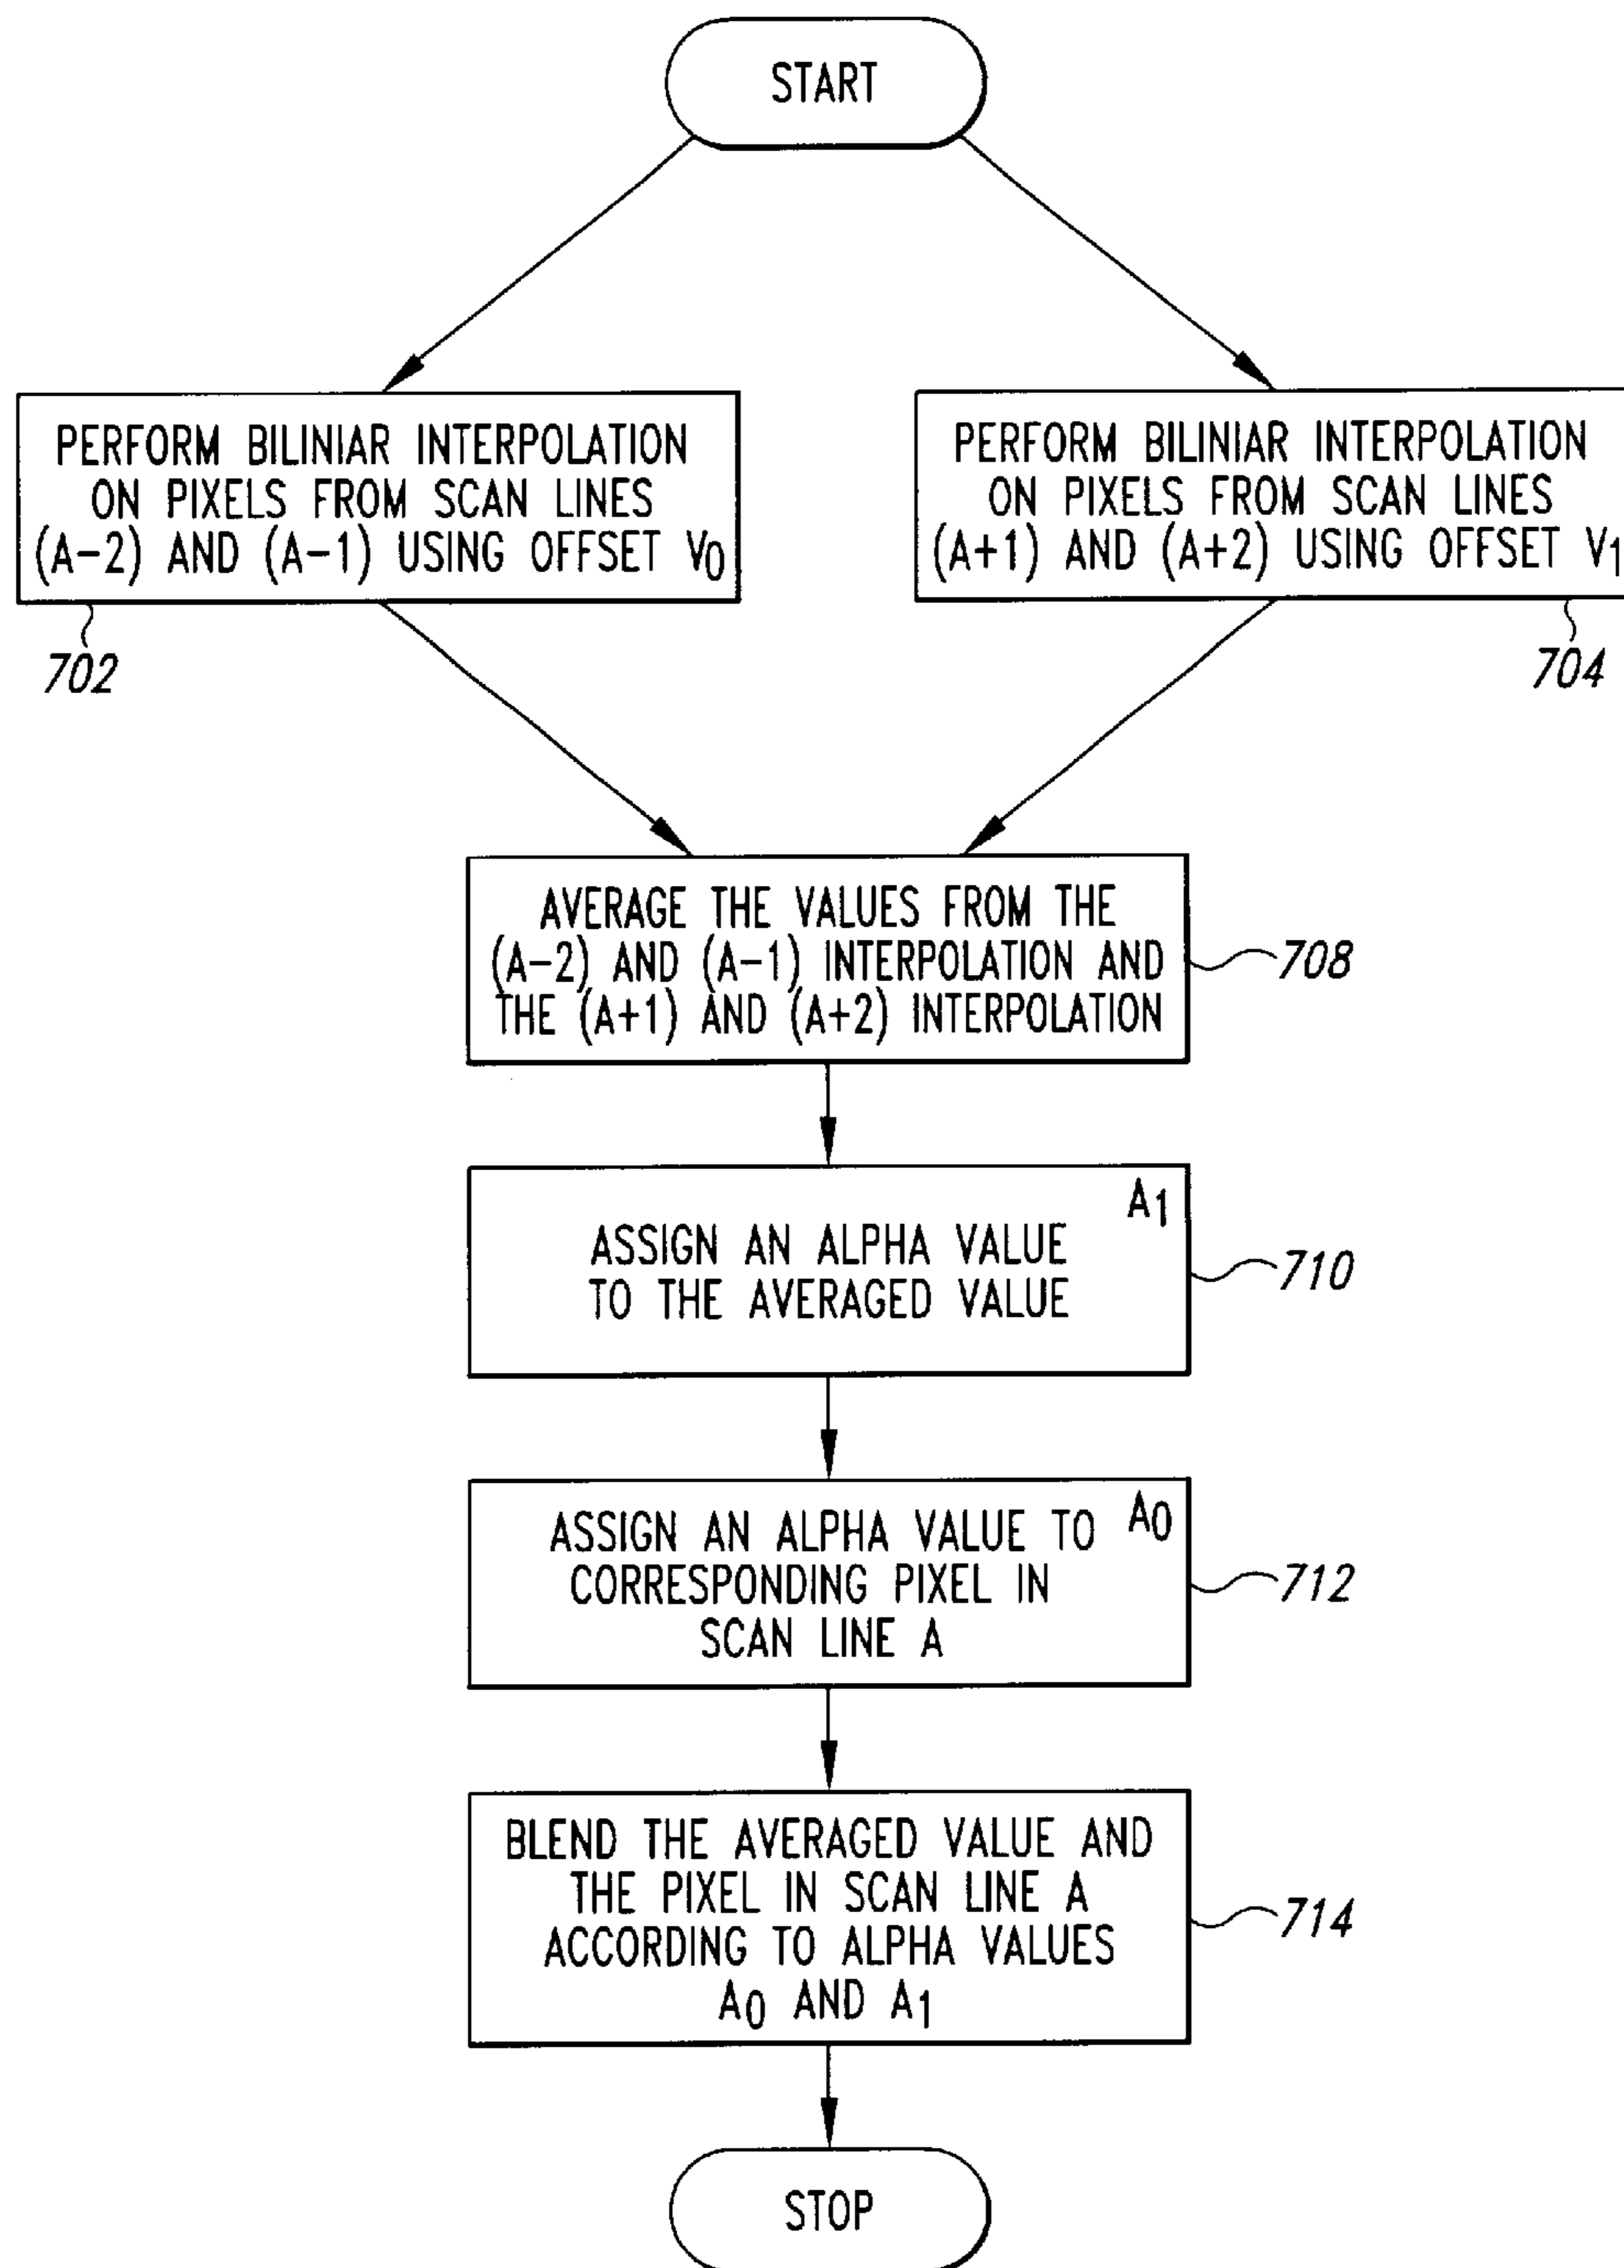 START
PERFORM BILINIAR INTERPOLATION
ON PIXELS FROM SCAN LINES
(A-2) AND (A-1) USING OFFSET V0
702
PERFORM BILINIAR INTERPOLATION
ON PIXELS FROM SCAN LINES
(A+1) AND (A+2) USING OFFSET V1
704
AVERAGE THE VALUES FROM THE
(A-2) AND (A-1) INTERPOLATION AND
THE (A+1) AND (A+2) INTERPOLATION
708
A1
ASSIGN AN ALPHA VALUE
TO THE AVERAGED VALUE
710
ASSIGN AN ALPHA VALUE TO A0
CORRESPONDING PIXEL IN
SCAN LINE A
712
BLEND THE AVERAGED VALUE AND
THE PIXEL IN SCAN LINE A
ACCORDING TO ALPHA VALUES
A0 AND A1
714
STOP